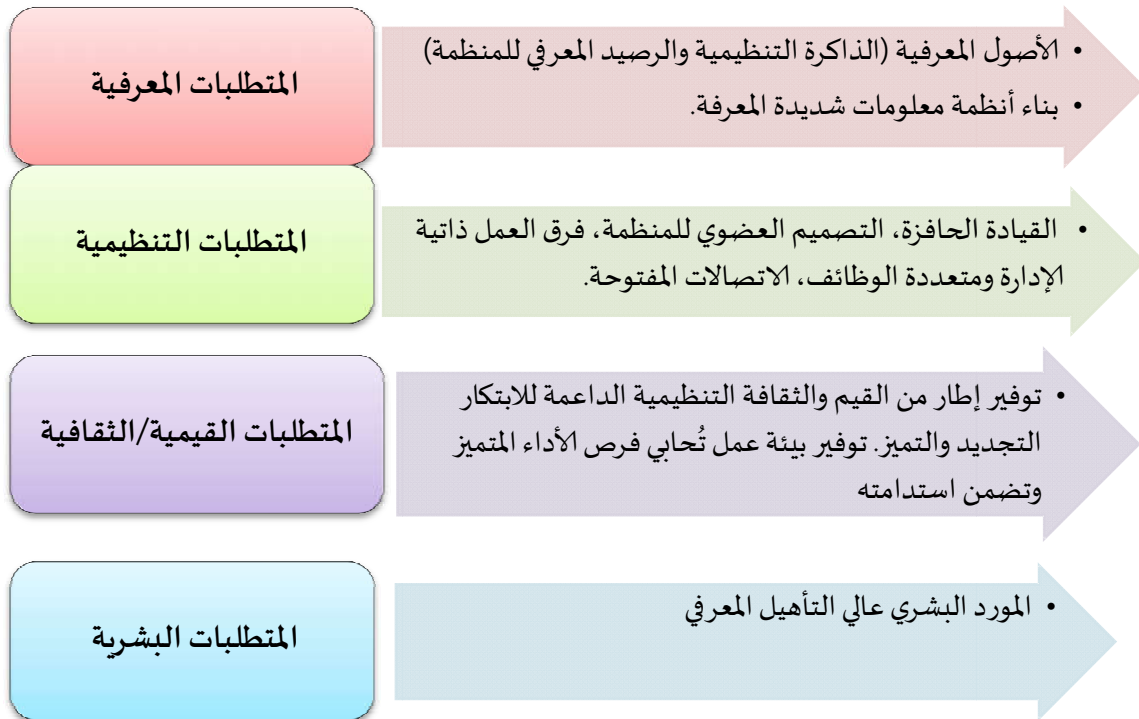 المتطلبات المعرفية
• الأصول المعرفية (الذاكرة التنظيمية والرصيد المعرفي للمنظمة)
• بناء أنظمة معلومات شديدة المعرفة.
المتطلبات التنظيمية
• القيادة الحافزة، التصميم العضوي للمنظمة، فرق العمل ذاتية
الإدارة ومتعددة الوظائف، الاتصالات المفتوحة.
المتطلبات القيمية/الثقافية
• توفير إطار من القيم والثقافة التنظيمية الداعمة للابتكار
التجديد والتميز. توفير بيئة عمل تُحابي فرص الأداء المتميز
وتضمن استدامته
المتطلبات البشرية
• المورد البشري عالي التأهيل المعرفي